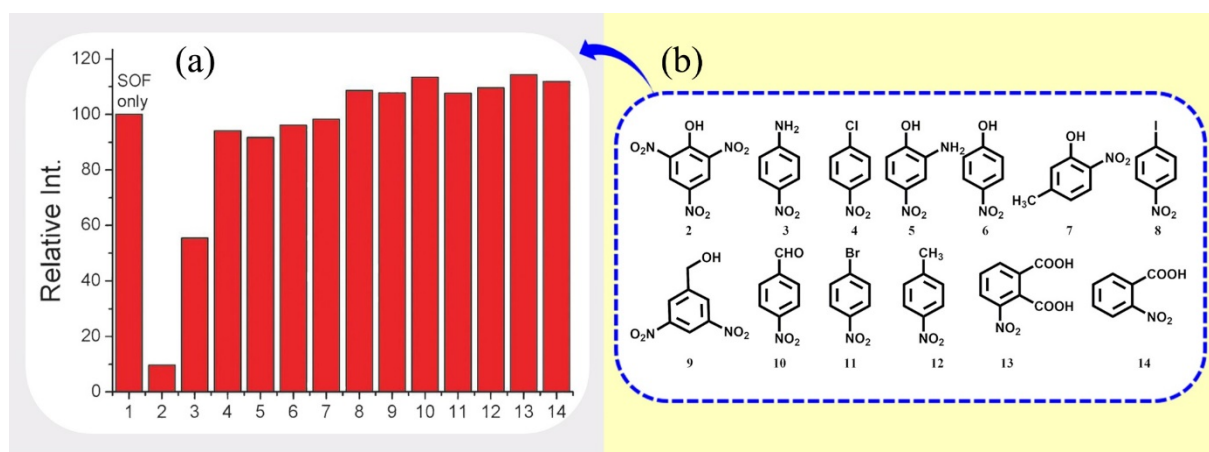 (a)
(b)
Relative Int.
120
100
80
60
40
20
0
SOF
only
1 2 3 4 5 6 7 8 9 10 11 12 13 14
OH
O₂N
NO₂
NO₂
2
NH₂
NO₂
3
Cl
NO₂
4
OH
NH₂
NO₂
5
OH
NO₂
6
OH
NO₂
H₃C
7
I
NO₂
8
OH
O₂N
NO₂
9
CHO
NO₂
10
Br
NO₂
11
CH₃
NO₂
12
COOH
COOH
NO₂
13
COOH
NO₂
14